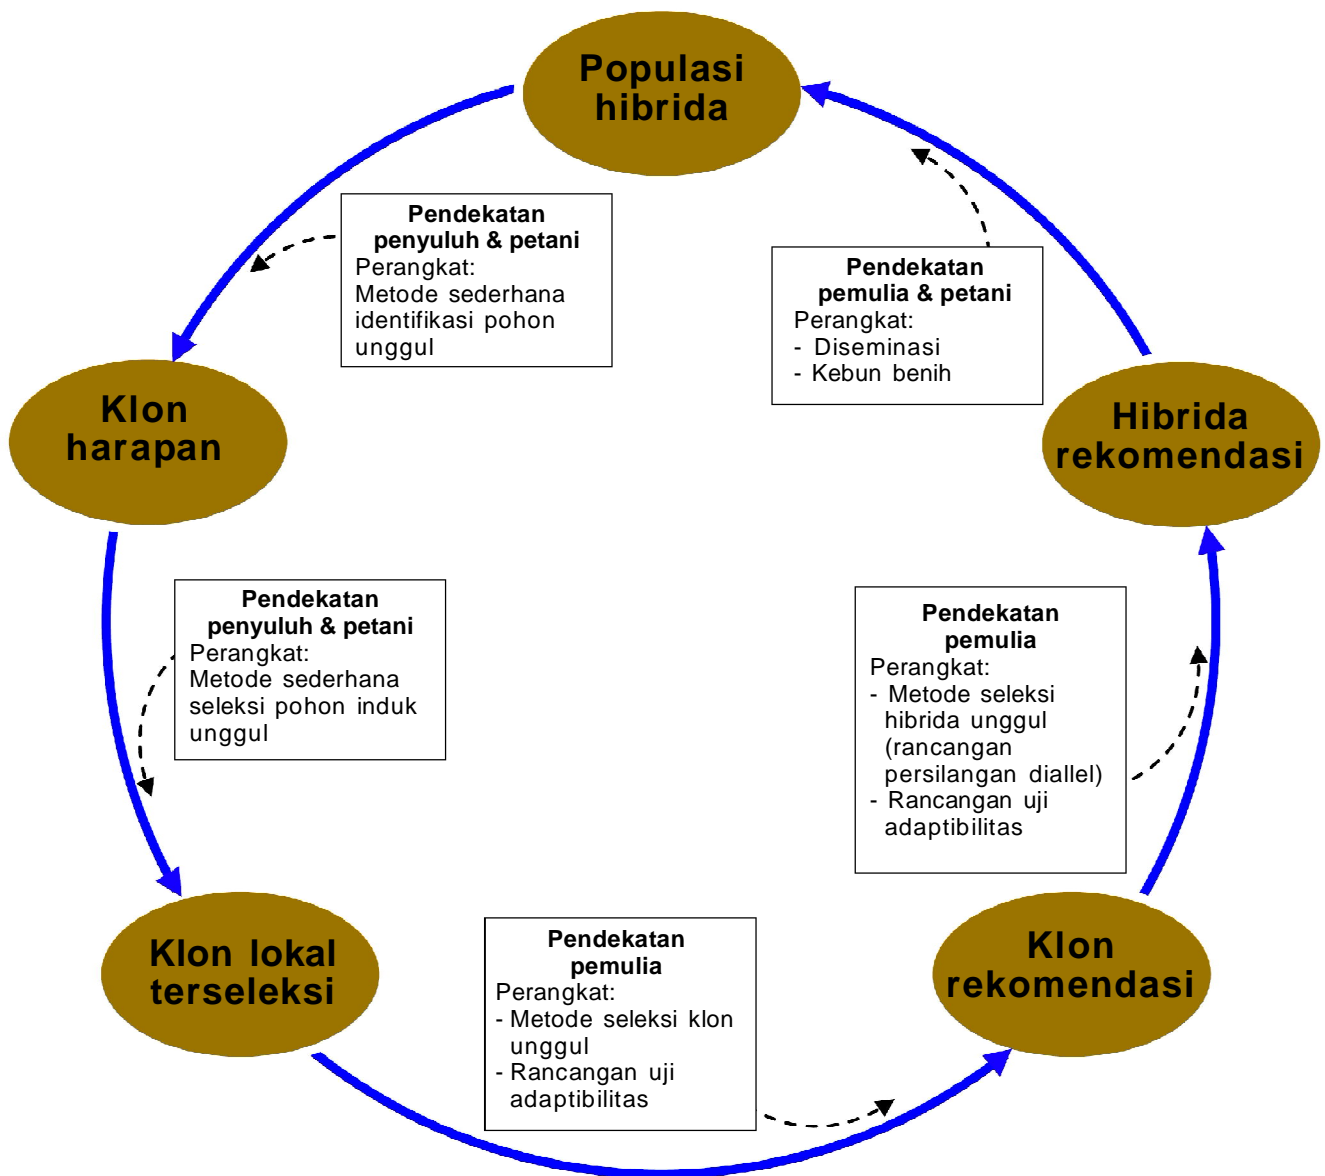 Populasi
hibrida
Pendekatan
penyuluh & petani
Perangkat:
Metode sederhana
identifikasi pohon
unggul
Pendekatan
pemulia & petani
Perangkat:
- Diseminasi
- Kebun benih
Klon
harapan
Hibrida
rekomendasi
Pendekatan
penyuluh & petani
Perangkat:
Metode sederhana
seleksi pohon induk
unggul
Pendekatan
pemulia
Perangkat:
- Metode seleksi
hibrida unggul
(rancangan
persilangan diallel)
- Rancangan uji
adaptibilitas
Klon lokal
terseleksi
Pendekatan
pemulia
Perangkat:
- Metode seleksi klon
unggul
- Rancangan uji
adaptibilitas
Klon
rekomendasi